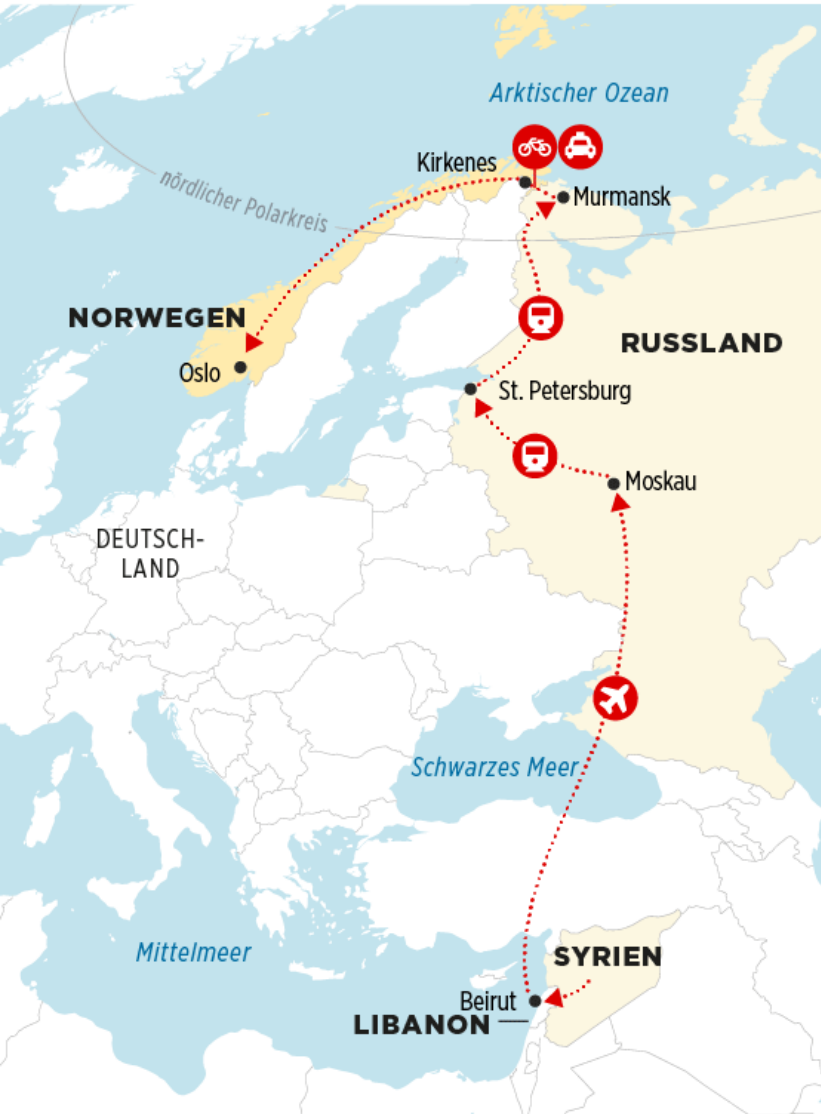 Arktischer Ozean
Kirkenes
Murmansk
nördlicher Polarkreis
NORWEGEN
RUSSLAND
Oslo
St. Petersburg
Moskau
DEUTSCH-
LAND
Schwarzes Meer
Mittelmeer
SYRIEN
Beirut
LIBANON